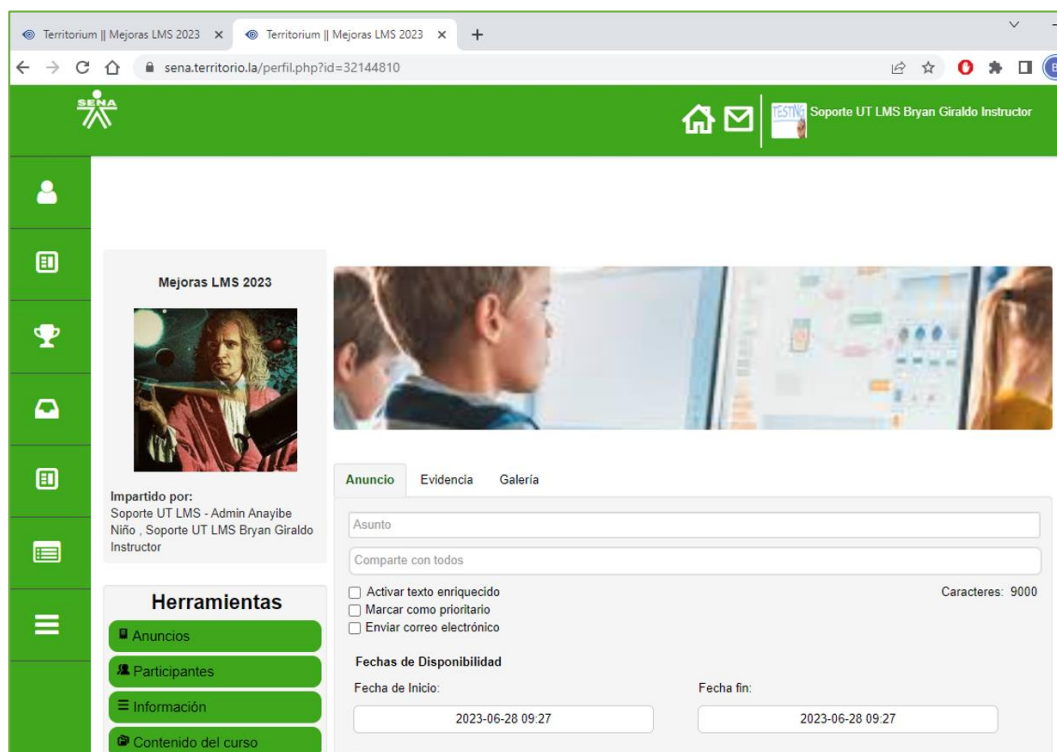 Territorium || Mejoras LMS 2023
Territorium || Mejoras LMS 2023
sena.territorio.la/perfil.php?id=32144810
SENA
TESTING
Soporte UT LMS Bryan Giraldo Instructor
Mejoras LMS 2023
Impartido por:
Soporte UT LMS - Admin Anayibe
Niño , Soporte UT LMS Bryan Giraldo
Instructor
Herramientas
Anuncios
Participantes
Información
Contenido del curso
Anuncio Evidencia Galería
Asunto
Comparte con todos
Activar texto enriquecido
Caracteres: 9000
Marcar como prioritario
Enviar correo electrónico
Fechas de Disponibilidad
Fecha de Inicio: Fecha fin:
2023-06-28 09:27 2023-06-28 09:27